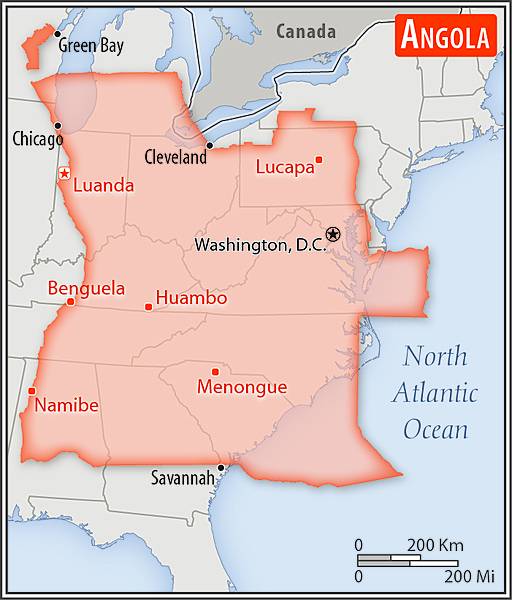 Canada
ANGOLA
Green Bay
Chicago
Cleveland
Lucapa
Luanda
Washington, D.C.
Benguela
Huambo
North
Atlantic
Ocean
Menongue
Namibe
Savannah
0 200 Km
0 200 Mi